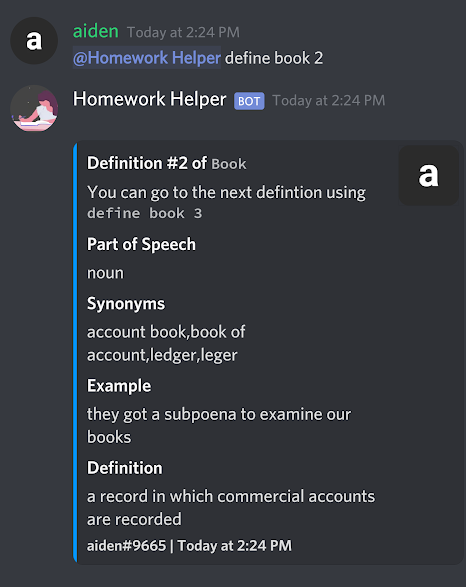 a
aiden Today at 2:24 PM
@Homework Helper define book 2
Homework Helper BOT Today at 2:24 PM
Definition #2 of Book
a
You can go to the next defintion using
define book 3
Part of Speech
noun
Synonyms
account book,book of
account,ledger,leger
Example
they got a subpoena to examine our
books
Definition
a record in which commercial accounts
are recorded
aiden#9665 | Today at 2:24 PM